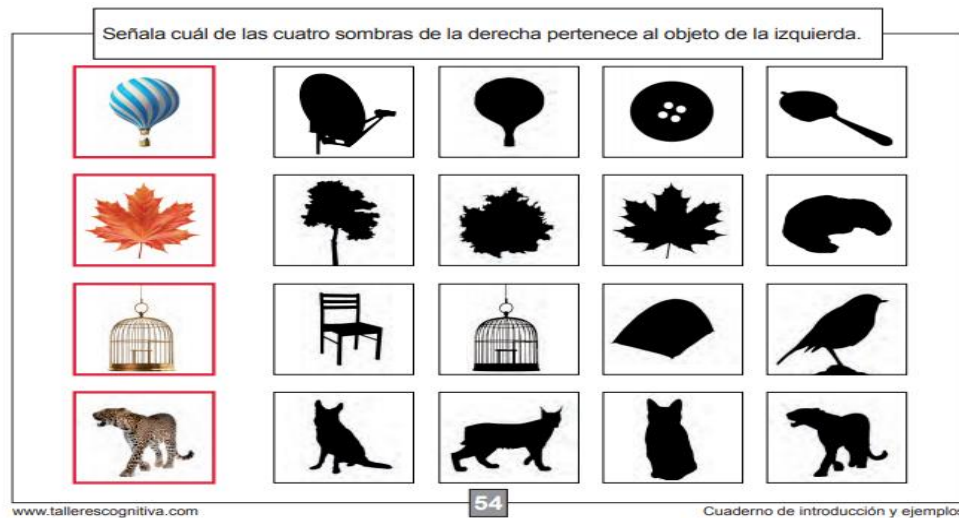 Señala cuál de las cuatro sombras de la derecha pertenece al objeto de la izquierda.
www.tallerescognitiva.com
54
Cuaderno de introducción y ejemplos